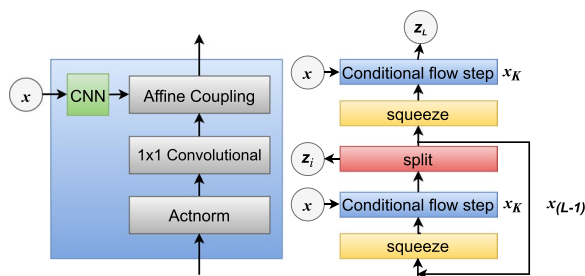 x
CNN
Affine Coupling
1x1 Convolutional
Actnorm
z_L
x
Conditional flow step
x_K
squeeze
z_i
split
x
Conditional flow step
x_K
x_(L-1)
squeeze